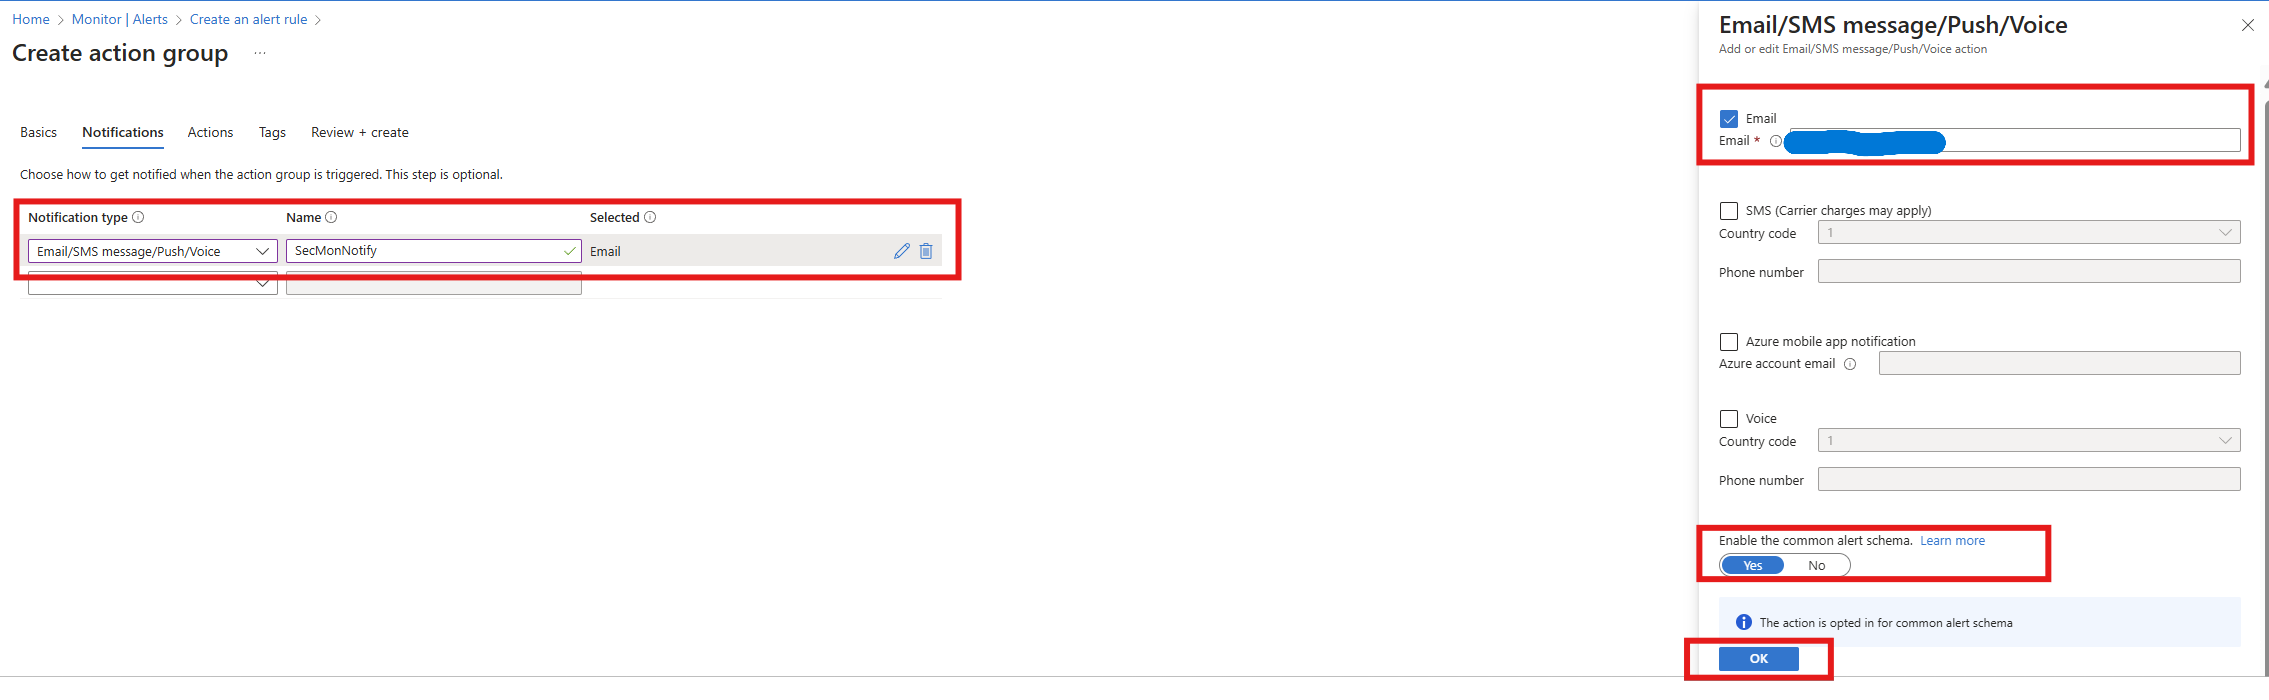 Home > Monitor | Alerts > Create an alert rule >
Create action group ...
Basics Notifications Actions Tags Review + create
Choose how to get notified when the action group is triggered. This step is optional.
Notification type Name Selected
Email/SMS message/Push/Voice SecMonNotify Email
Email/SMS message/Push/Voice
Add or edit Email/SMS message/Push/Voice action
Email
Email *
SMS (Carrier charges may apply)
Country code 1
Phone number
Azure mobile app notification
Azure account email
Voice
Country code 1
Phone number
Enable the common alert schema. Learn more
Yes No
The action is opted in for common alert schema
OK